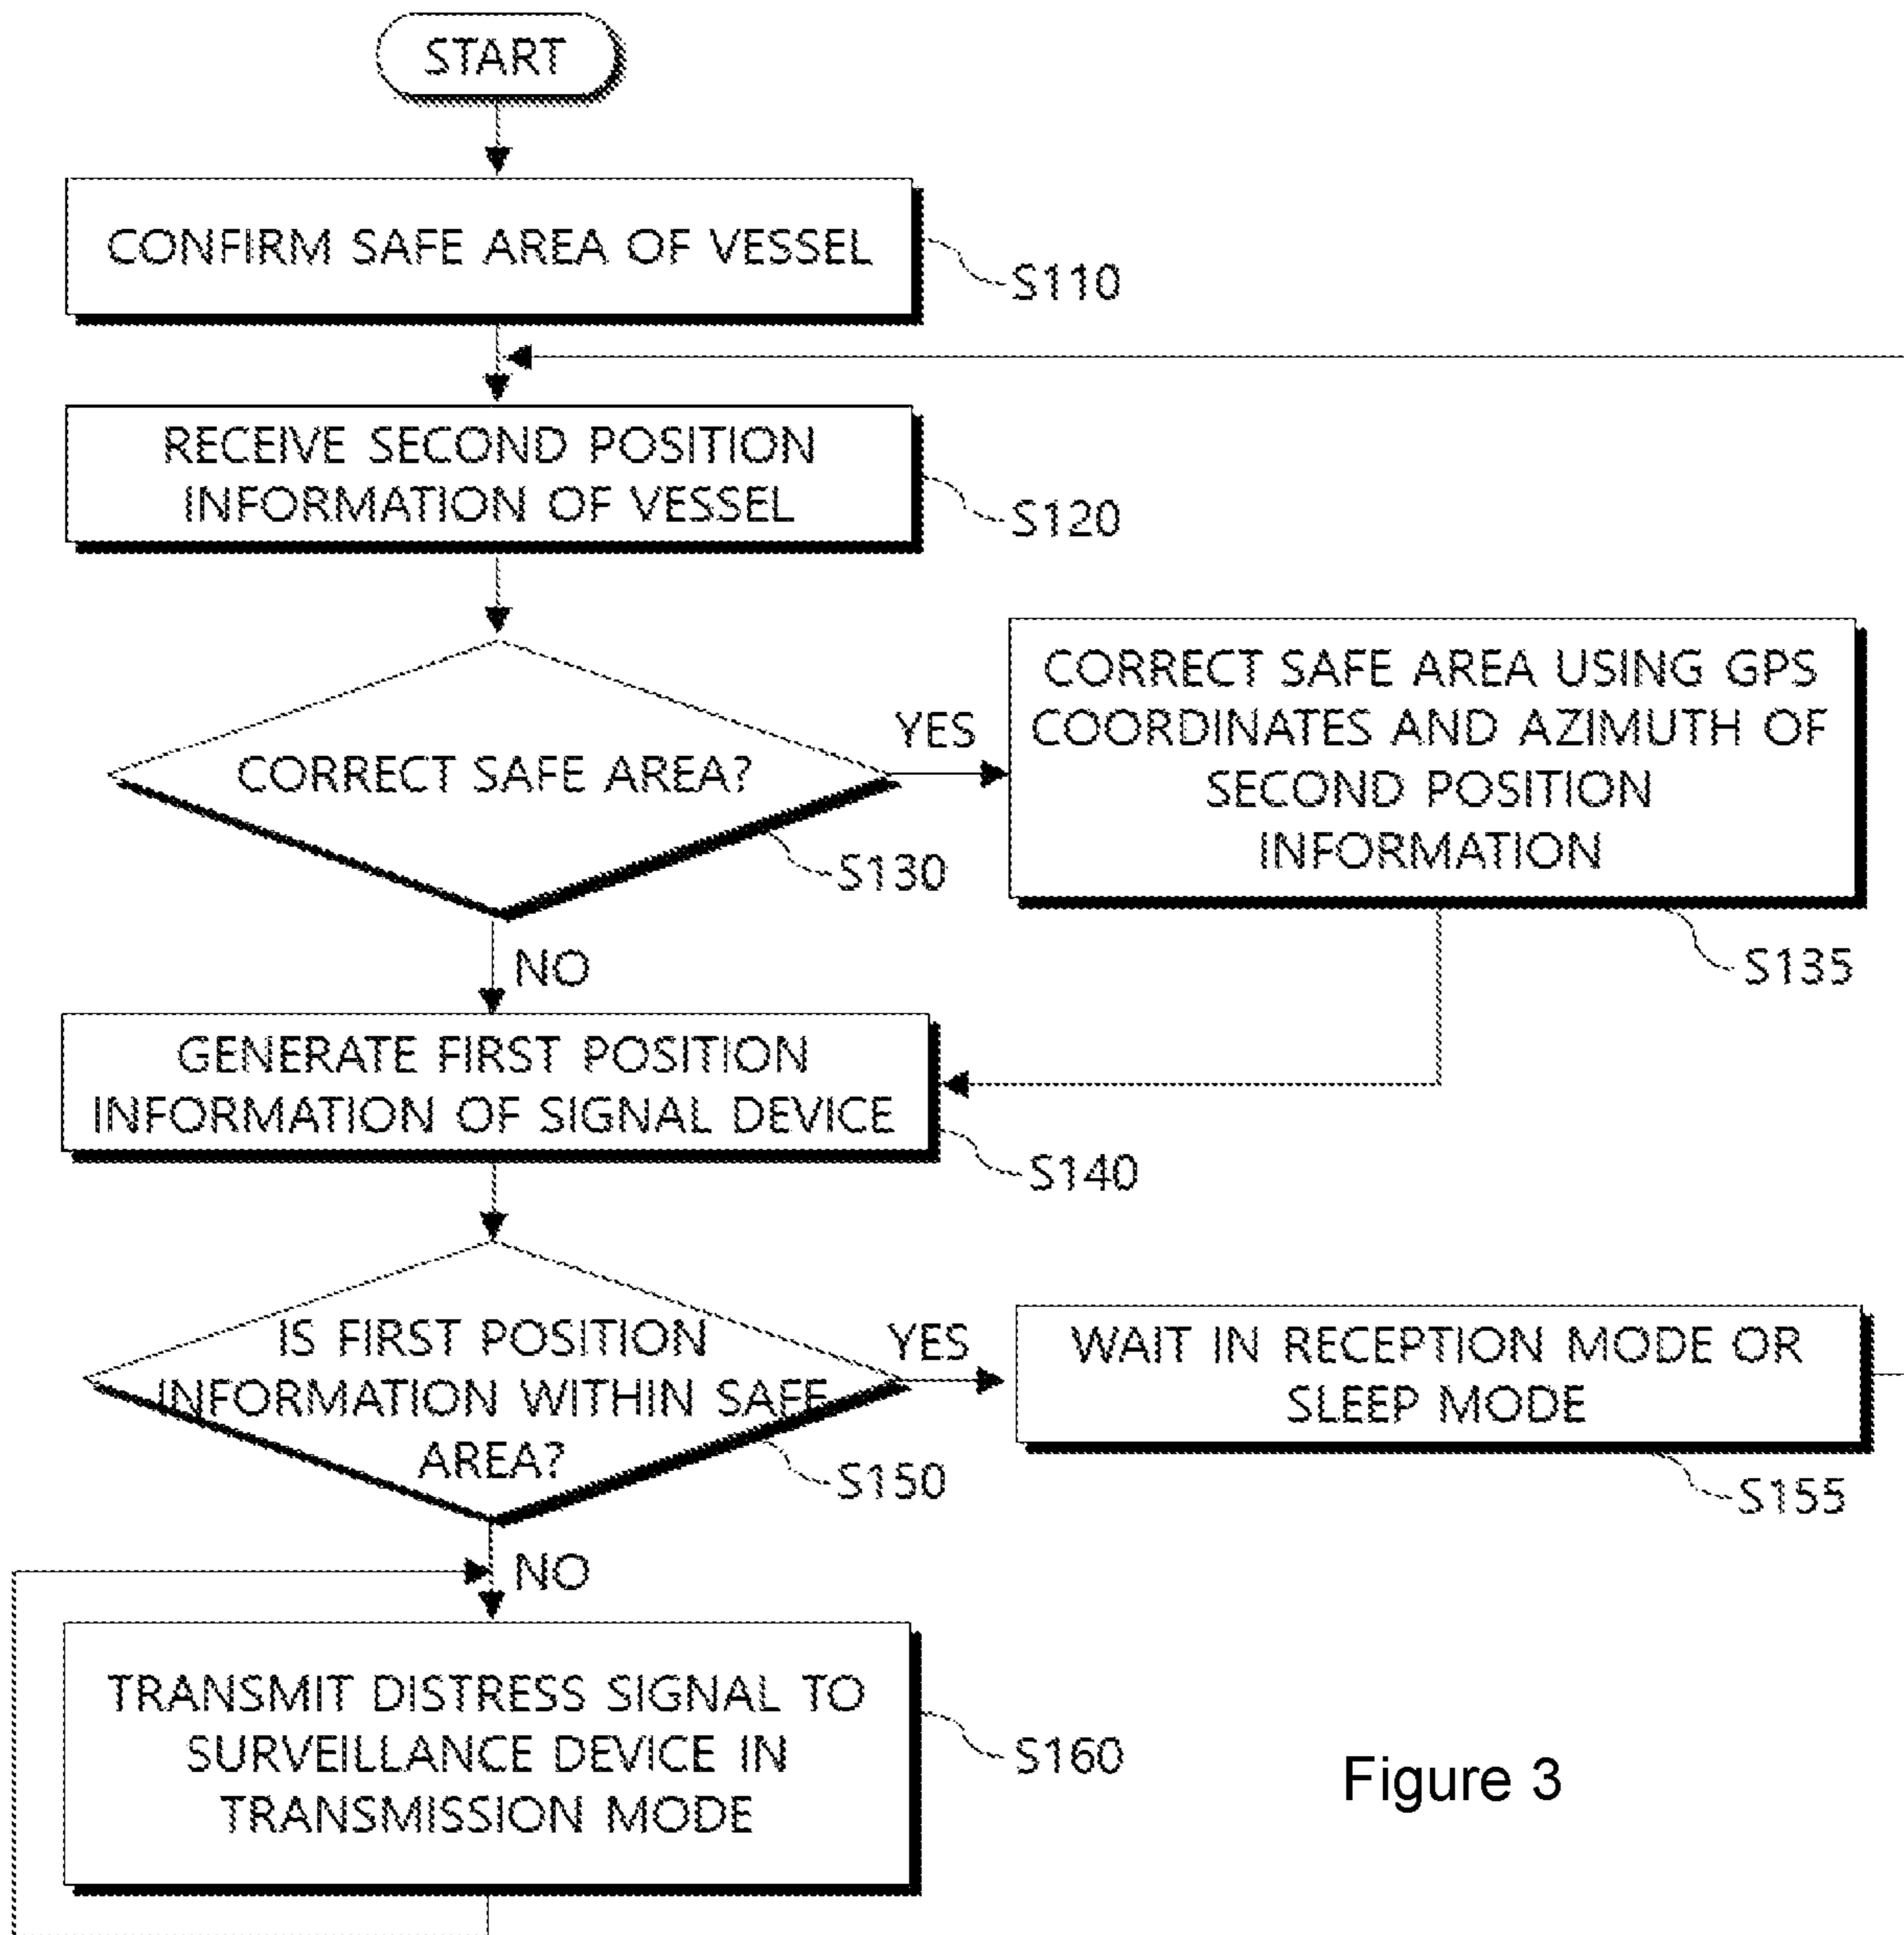 START
CONFIRM SAFE AREA OF VESSEL
S110
RECEIVE SECOND POSITION
INFORMATION OF VESSEL
S120
CORRECT SAFE AREA?
S130
YES
CORRECT SAFE AREA USING GPS
COORDINATES AND AZIMUTH OF
SECOND POSITION
INFORMATION
S135
NO
GENERATE FIRST POSITION
INFORMATION OF SIGNAL DEVICE
S140
IS FIRST POSITION
INFORMATION WITHIN SAFE
AREA?
S150
YES
WAIT IN RECEPTION MODE OR
SLEEP MODE
S155
NO
TRANSMIT DISTRESS SIGNAL TO
SURVEILLANCE DEVICE IN
TRANSMISSION MODE
S160
Figure 3